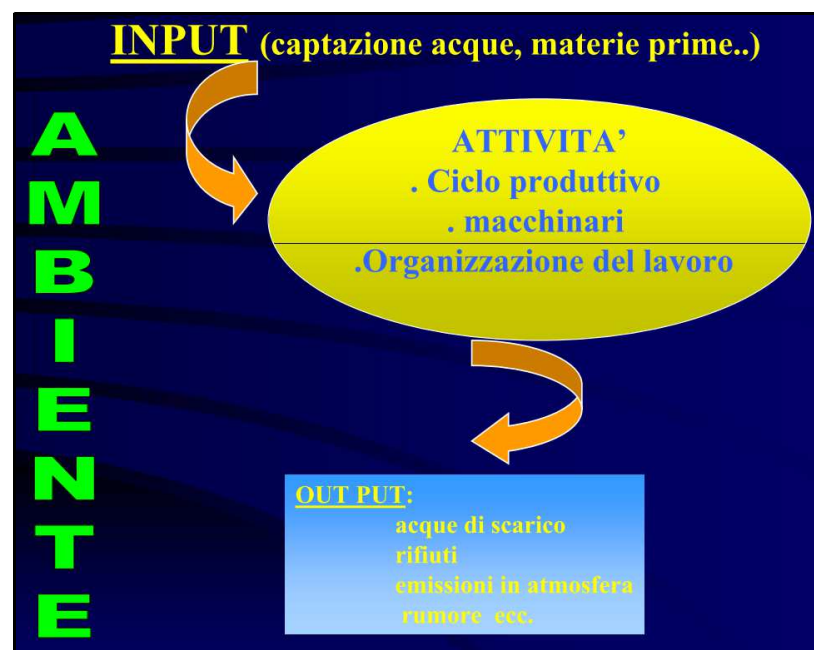 INPUT (captazione acque, materie prime..)
AMBIENTE
ATTIVITA’
. Ciclo produttivo
. macchinari
.Organizzazione del lavoro
OUT PUT:
acque di scarico
rifiuti
emissioni in atmosfera
rumore ecc.